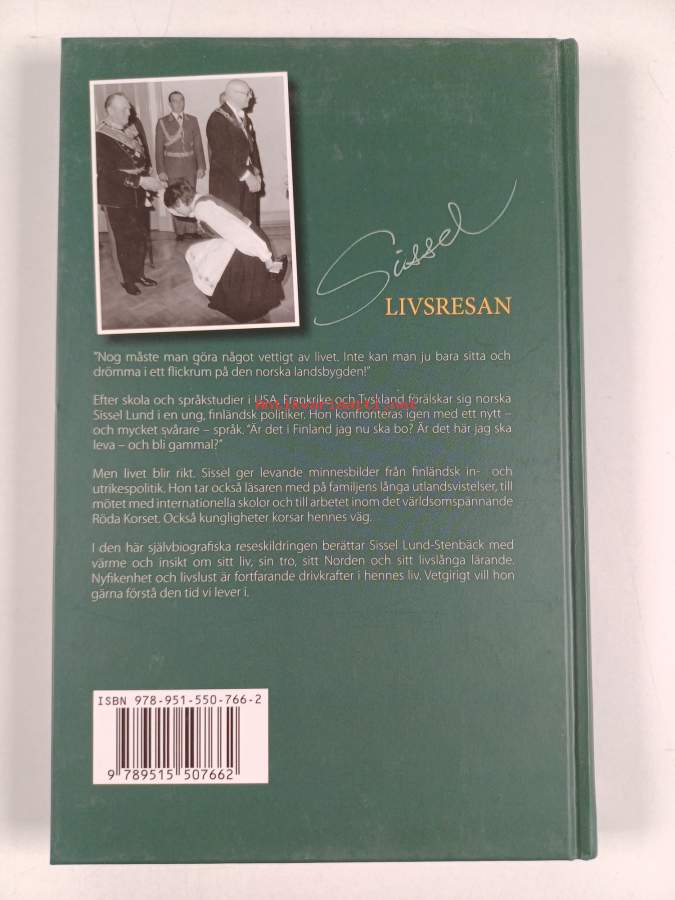 Sissel
LIVSRESAN
"Nog måste man göra något vettigt av livet. Inte kan man ju bara sitta och
drömma i ett flickrum på den norska landsbygden!"
Efter skola och språkstudier i USA, Frankrike och Tyskland förälskar sig norska
Sissel Lund i en ung, finländsk politiker. Hon konfronteras igen med ett nytt –
och mycket svårare – språk. "Är det i Finland jag nu ska bo? Är det här jag ska
leva – och bli gammal?"
Men livet blir rikt. Sissel ger levande minnesbilder från finländsk in- och
utrikespolitik. Hon tar också läsaren med på familjens långa utlandsvistelser, till
mötet med internationella skolor och till arbetet inom det världsomspännande
Röda Korset. Också kungligheter korsar hennes väg.
I den här självbiografiska reseskildringen berättar Sissel Lund-Stenbäck med
värme och insikt om sitt liv, sin tro, sitt Norden och sitt livslånga lärande.
Nyfikenhet och livslust är fortfarande drivkrafter i hennes liv. Vetgirigt vill hon
gärna förstå den tid vi lever i.
ISBN 978-951-550-766-2
9 789515 507662